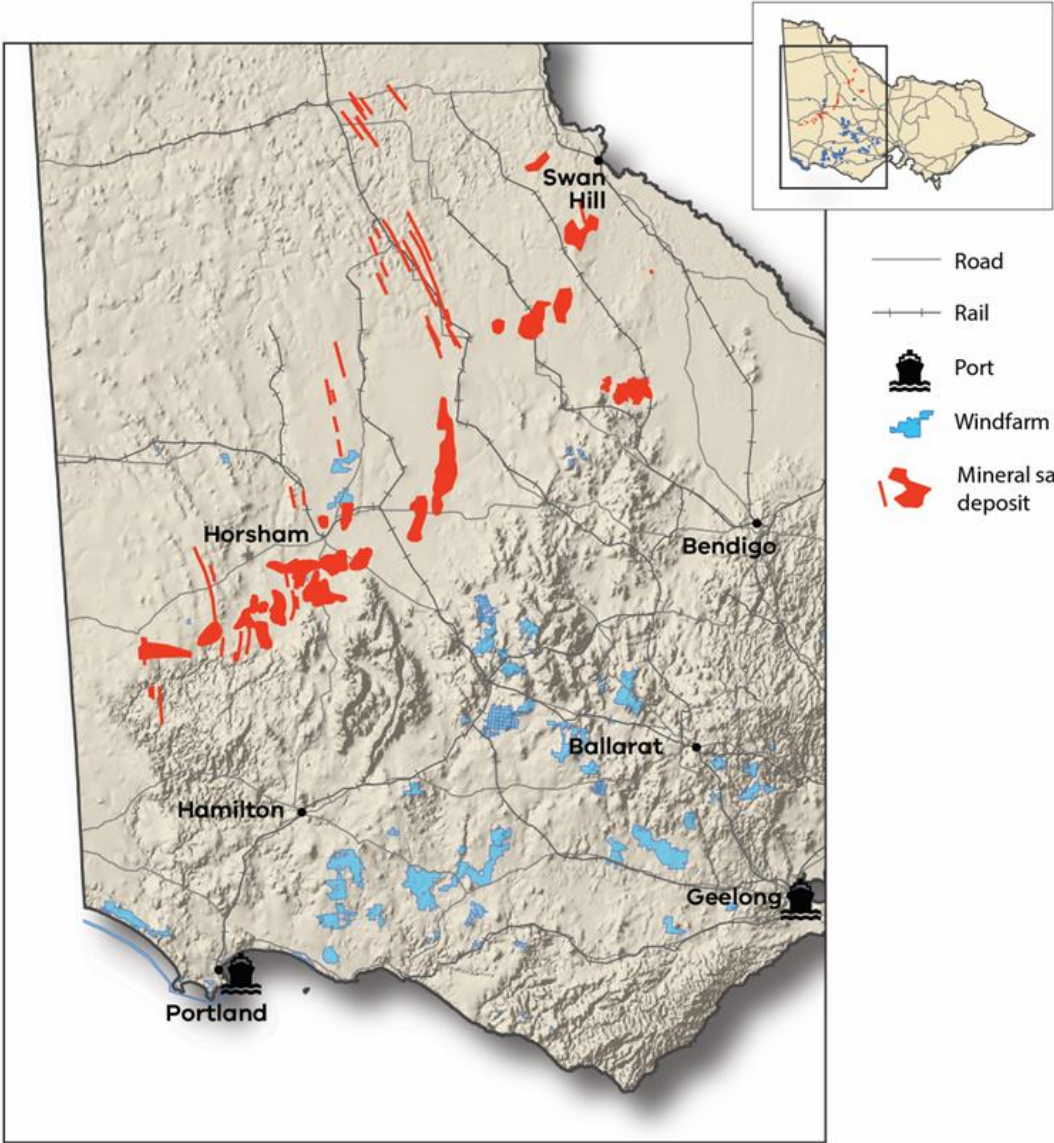 Swan
Hill
Horsham
Bendigo
Ballarat
Hamilton
Geelong
Portland
Road
Rail
Port
Windfarm
Mineral sa
deposit